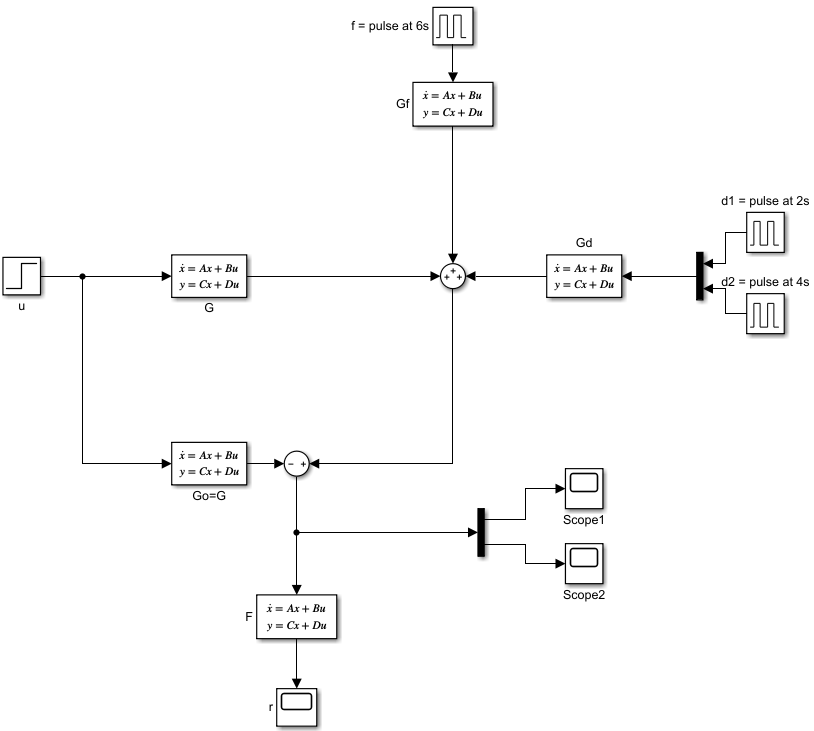 f = pulse at 6s
Gf
ẋ = Ax + Bu
y = Cx + Du
d1 = pulse at 2s
Gd
ẋ = Ax + Bu
y = Cx + Du
ẋ = Ax + Bu
y = Cx + Du
+
+ +
d2 = pulse at 4s
u
G
ẋ = Ax + Bu
y = Cx + Du
− +
Go=G
Scope1
Scope2
F
ẋ = Ax + Bu
y = Cx + Du
r